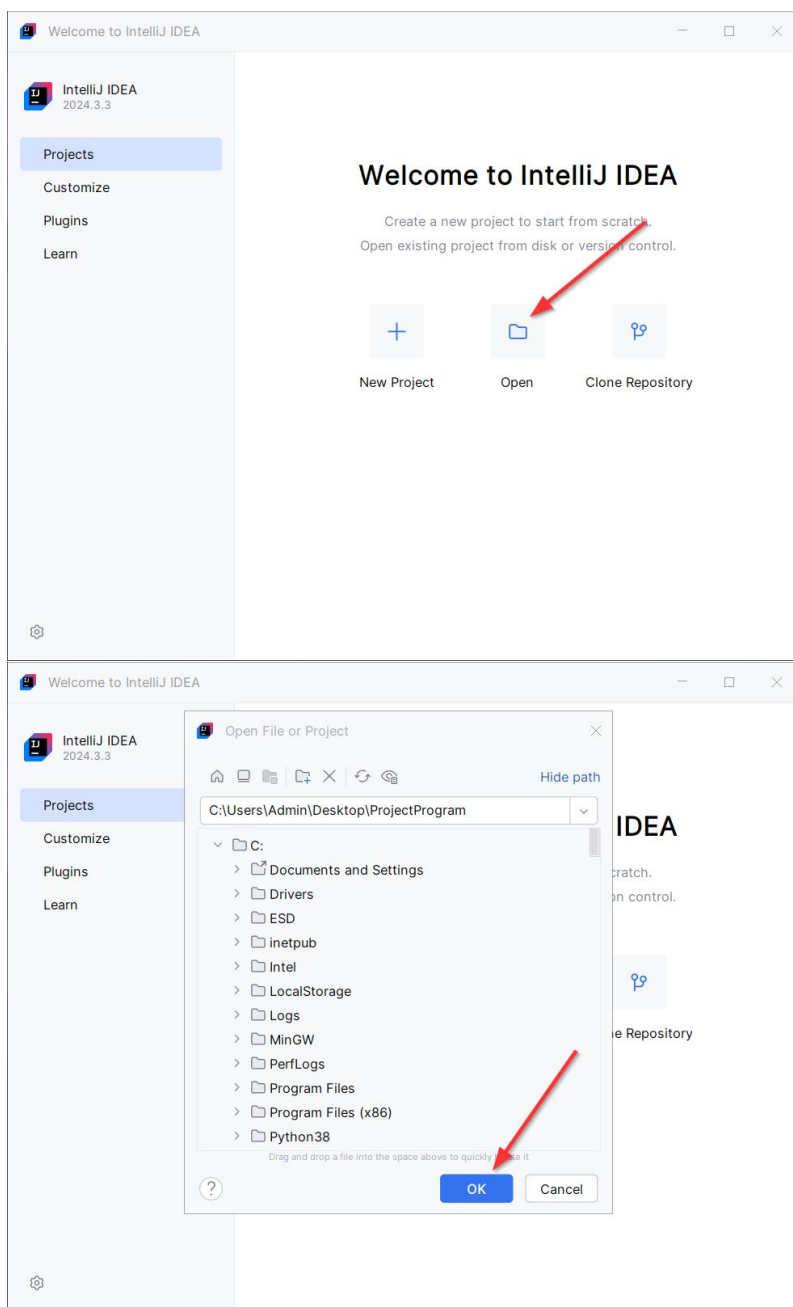 Welcome to IntelliJ IDEA
IntelliJ IDEA
2024.3.3
Projects
Customize
Plugins
Learn
Welcome to IntelliJ IDEA
Create a new project to start from scratch.
Open existing project from disk or version control.
New Project
Open
Clone Repository
Welcome to IntelliJ IDEA
IntelliJ IDEA
2024.3.3
Projects
Customize
Plugins
Learn
Open File or Project
Hide path
C:\Users\Admin\Desktop\ProjectProgram
C:
Documents and Settings
Drivers
ESD
inetpub
Intel
LocalStorage
Logs
MinGW
PerfLogs
Program Files
Program Files (x86)
Python38
Drag and drop a file into the space above to quickly it
OK
Cancel
IDEA
cratch.
on control.
e Repository